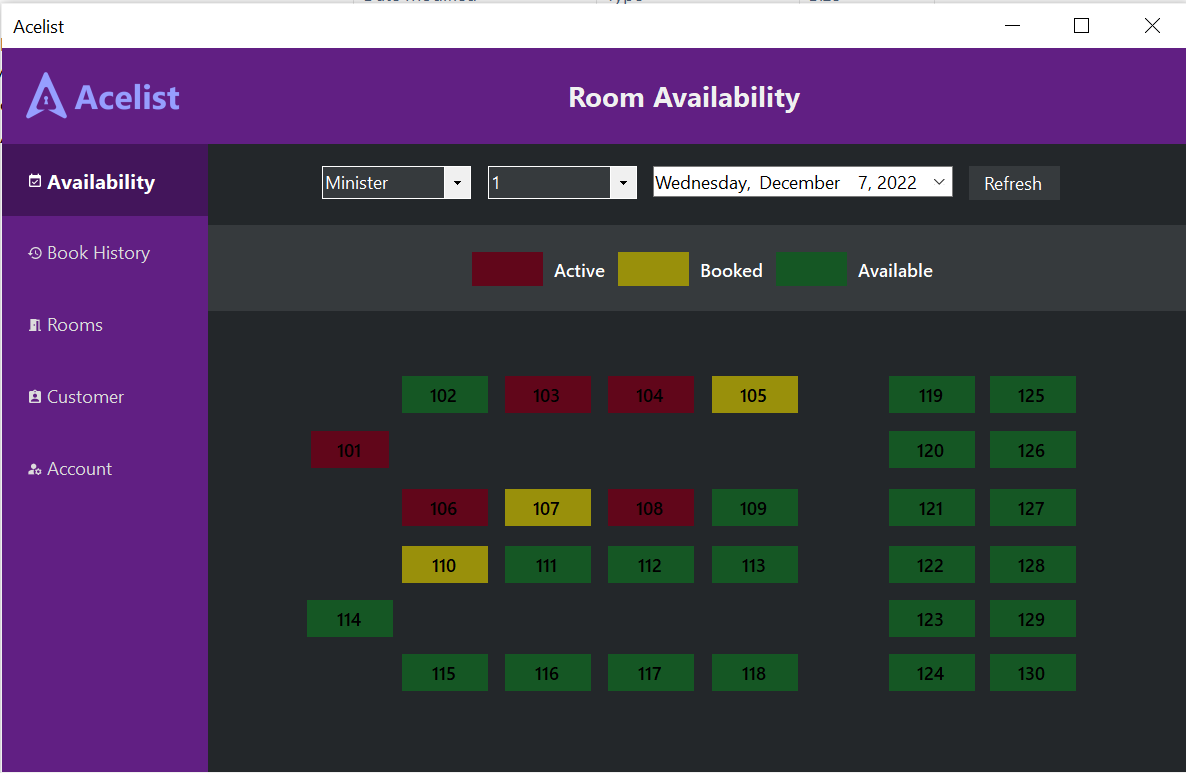 Acelist
Acelist
Room Availability
Availability
Book History
Rooms
Customer
Account
Minister
1
Wednesday, December 7, 2022
Refresh
Active
Booked
Available
102 103 104 105 119 125
101 120 126
106 107 108 109 121 127
110 111 112 113 122 128
114 123 129
115 116 117 118 124 130